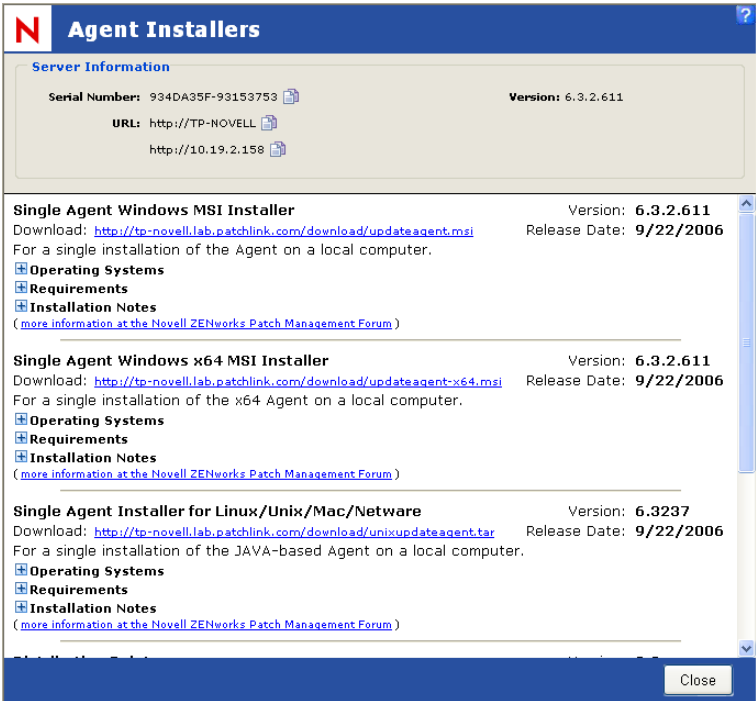 N Agent Installers ?
Server Information
Serial Number: 934DA35F-93153753 Version: 6.3.2.611
URL: http://TP-NOVELL
http://10.19.2.158
Single Agent Windows MSI Installer Version: 6.3.2.611
Download: http://tp-novell.lab.patchlink.com/download/updateagent.msi Release Date: 9/22/2006
For a single installation of the Agent on a local computer.
Operating Systems
Requirements
Installation Notes
( more information at the Novell ZENworks Patch Management Forum )
Single Agent Windows x64 MSI Installer Version: 6.3.2.611
Download: http://tp-novell.lab.patchlink.com/download/updateagent-x64.msi Release Date: 9/22/2006
For a single installation of the x64 Agent on a local computer.
Operating Systems
Requirements
Installation Notes
( more information at the Novell ZENworks Patch Management Forum )
Single Agent Installer for Linux/Unix/Mac/Netware Version: 6.3237
Download: http://tp-novell.lab.patchlink.com/download/unixupdateagent.tar Release Date: 9/22/2006
For a single installation of the JAVA-based Agent on a local computer.
Operating Systems
Requirements
Installation Notes
( more information at the Novell ZENworks Patch Management Forum )
Close